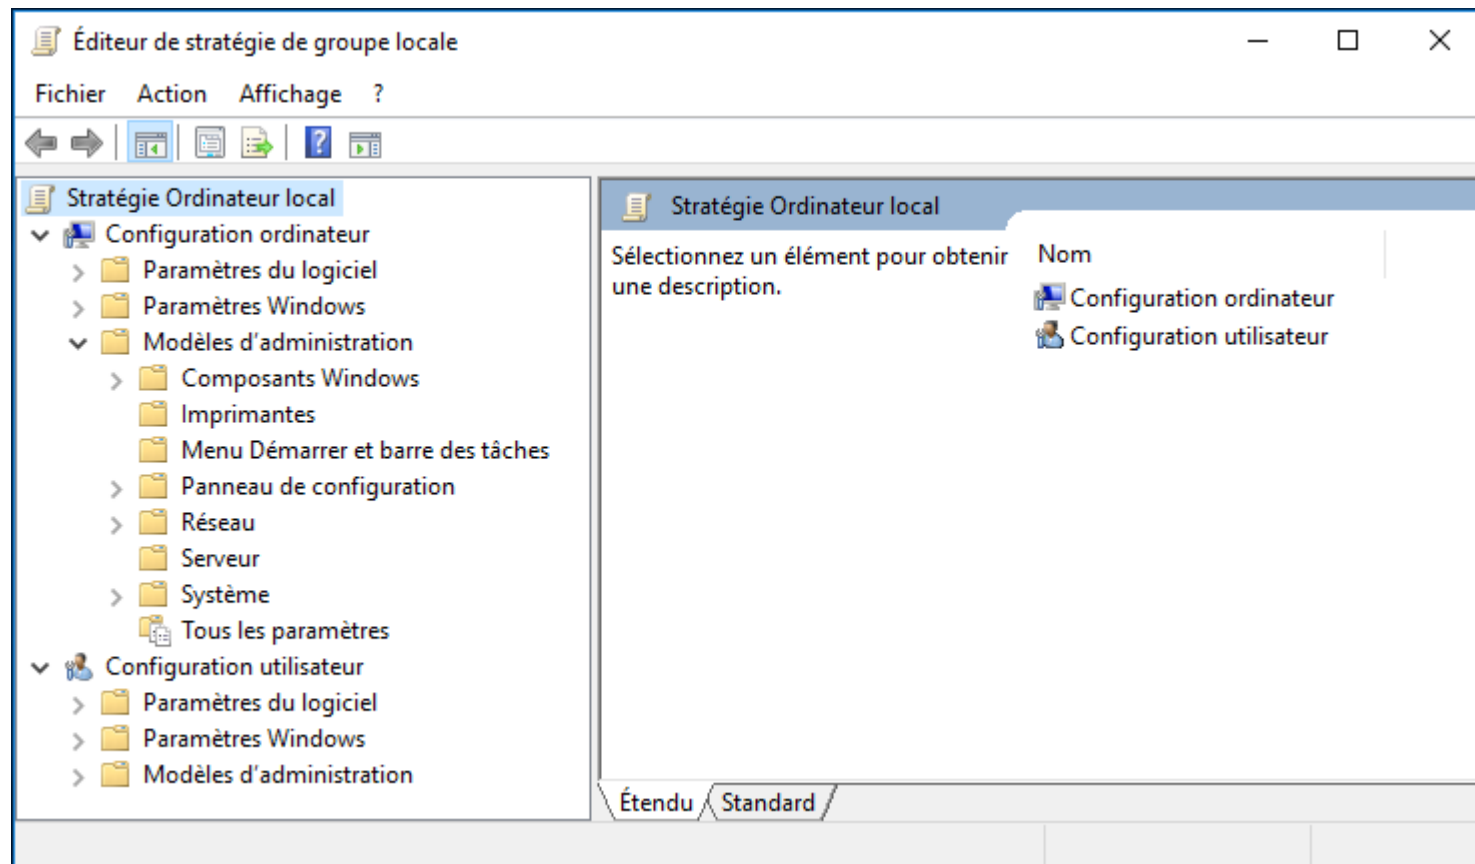 Éditeur de stratégie de groupe locale
Fichier Action Affichage ?
Stratégie Ordinateur local
Configuration ordinateur
Paramètres du logiciel
Paramètres Windows
Modèles d'administration
Composants Windows
Imprimantes
Menu Démarrer et barre des tâches
Panneau de configuration
Réseau
Serveur
Système
Tous les paramètres
Configuration utilisateur
Paramètres du logiciel
Paramètres Windows
Modèles d'administration
Stratégie Ordinateur local
Sélectionnez un élément pour obtenir
une description.
Nom
Configuration ordinateur
Configuration utilisateur
Étendu Standard